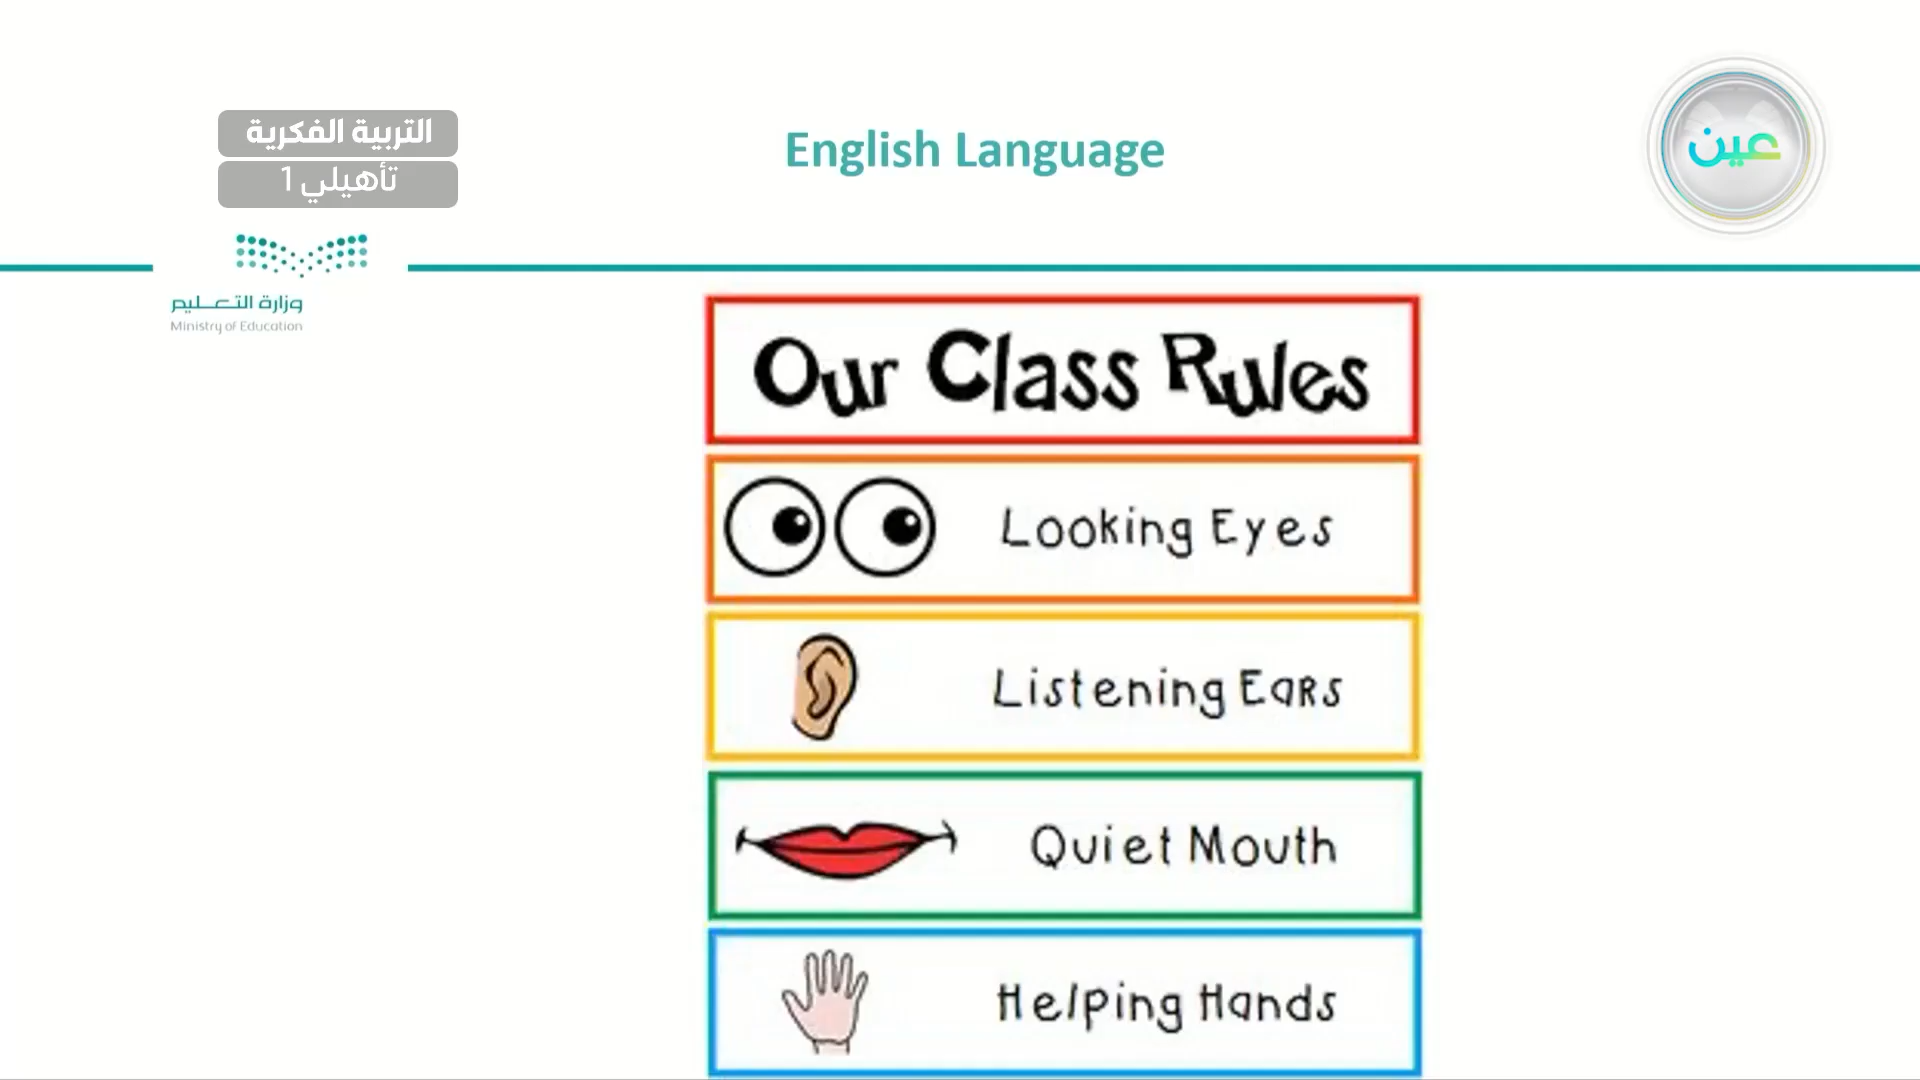 التربية الفكرية
تأهيلي 1
English Language
عين
وزارة التعليم
Ministry of Education
Our Class Rules
Looking Eyes
Listening Ears
Quiet Mouth
Helping Hands